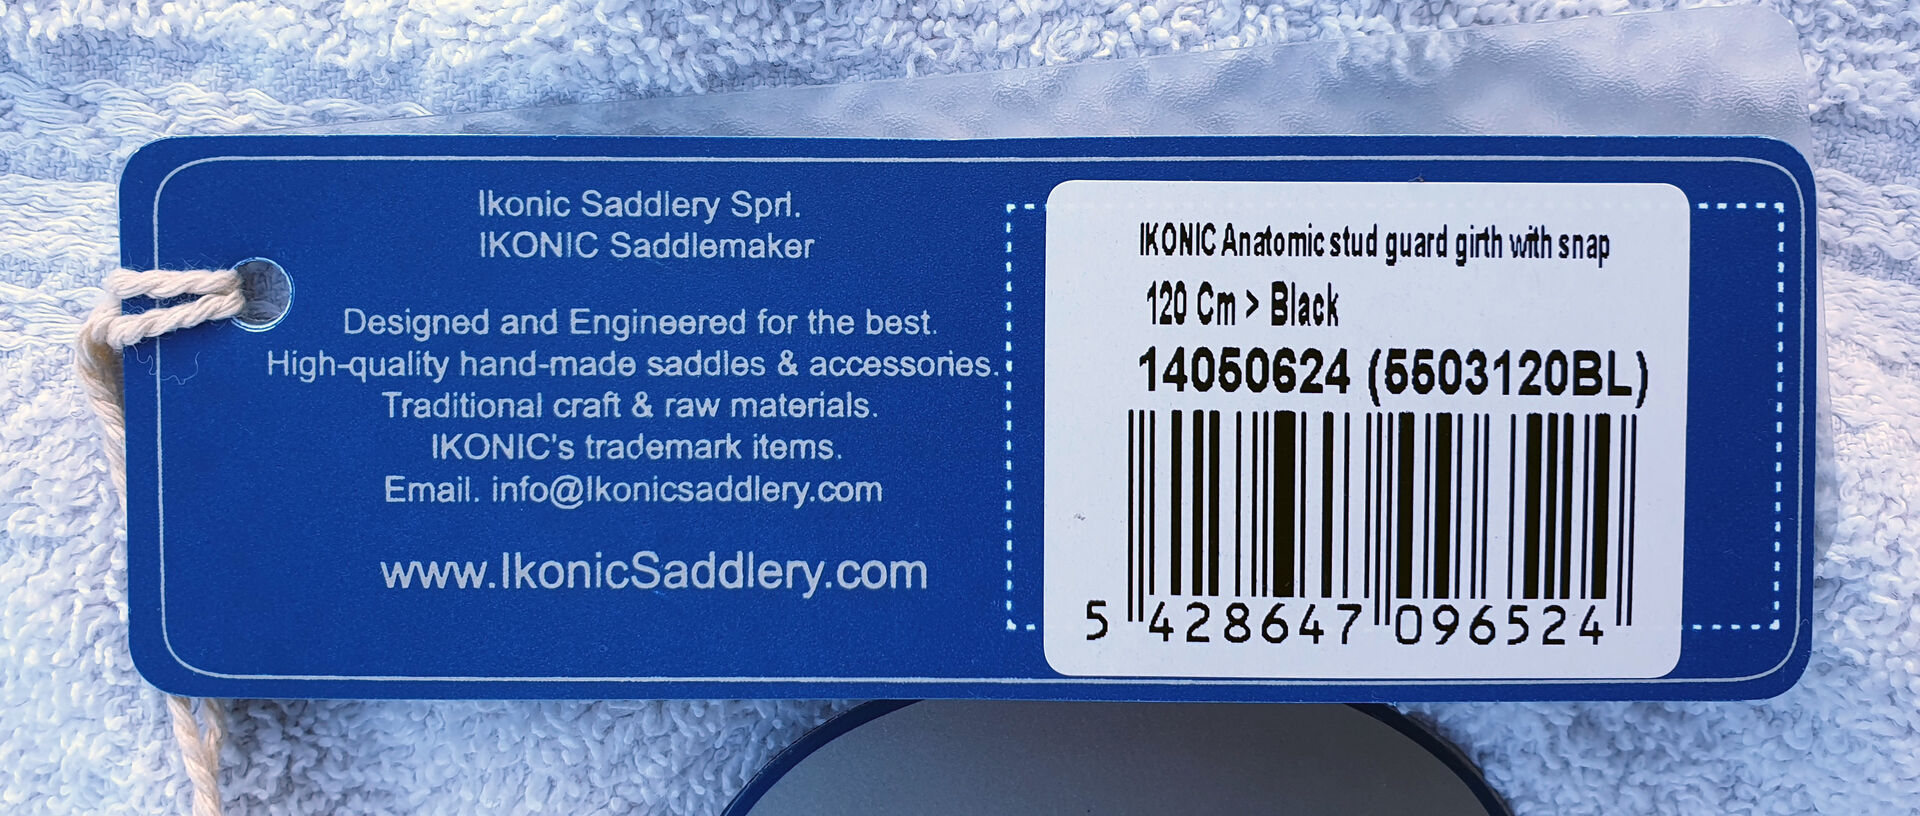 Ikonic Saddlery Sprl.
IKONIC Saddlemaker
Designed and Engineered for the best.
High-quality hand-made saddles & accessories.
Traditional craft & raw materials.
IKONIC's trademark items.
Email. info@Ikonicsaddlery.com
www.IkonicSaddlery.com
IKONIC Anatomic stud guard girth with snap
120 Cm > Black
14050624 (5503120BL)
5 428647 096524